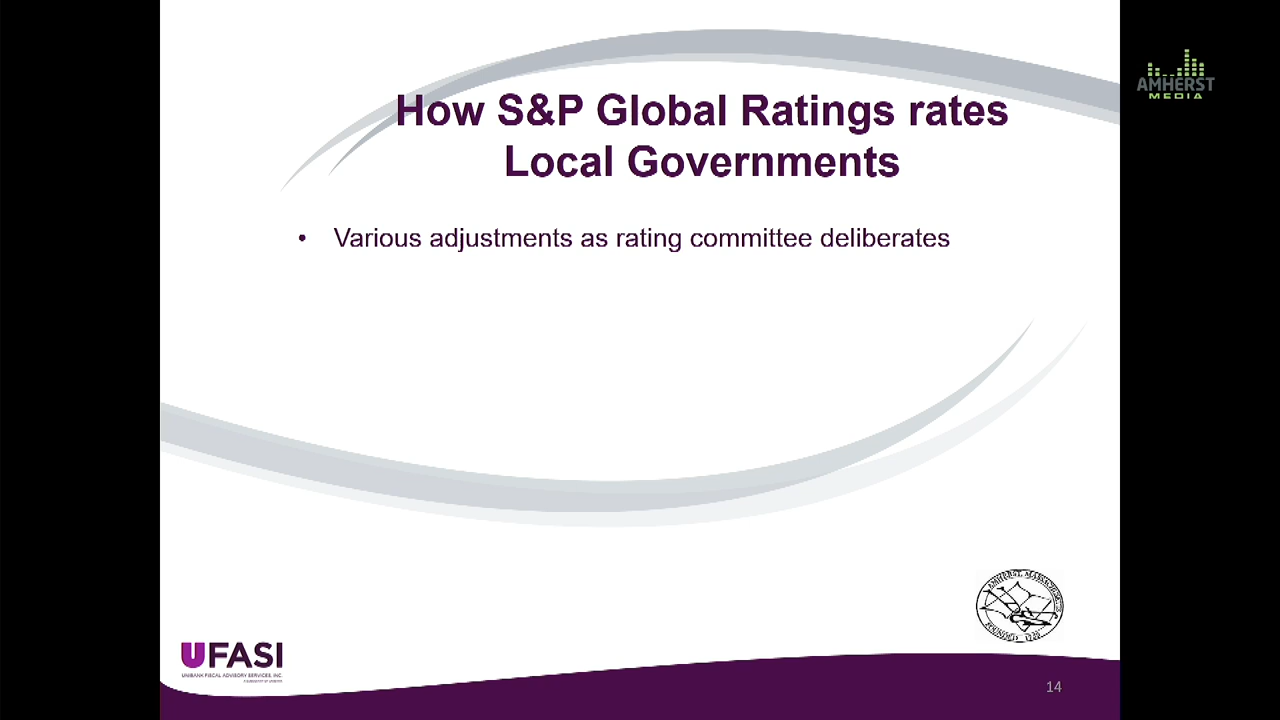 AMHERST
MEDIA
How S&P Global Ratings rates
Local Governments
• Various adjustments as rating committee deliberates
UFASI
UNIBANK FISCAL ADVISORY SERVICES, INC.
14